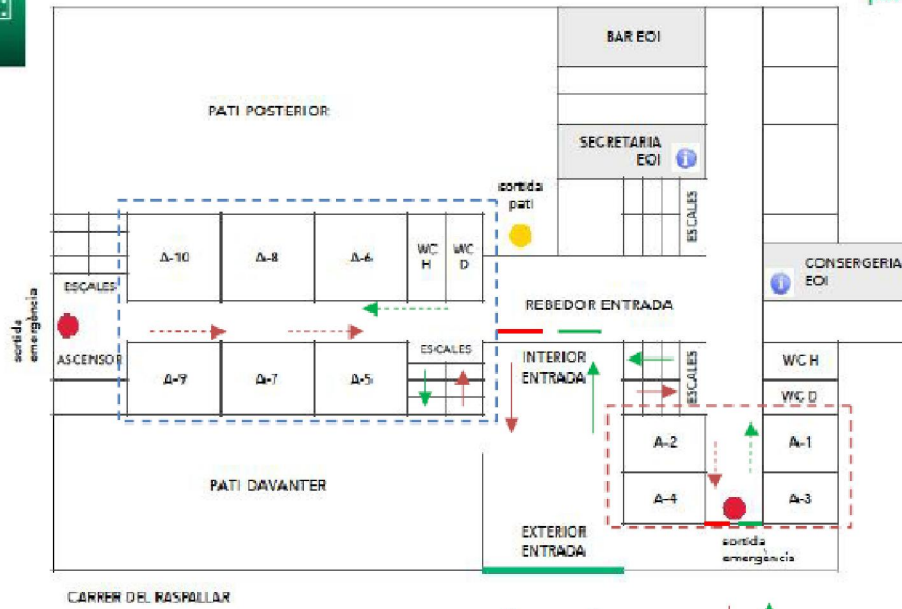 BAR EOI
PATI POSTERIOR
SECRETARIA
EOI
sortida
pati
ESCALES
A-10
A-8
A-6
WC
H
WC
D
CONSERGERIA
EOI
ESCALES
REBEDOR ENTRADA
sortida
emergència
ASCENSOR
ESCALES
INTERIOR
ENTRADA
ESCALES
WC H
A-9
A-7
A-5
WC D
A-2
A-1
PATI DAVANTER
A-4
A-3
EXTERIOR
ENTRADA
sortida
emergència
CARRER DEL RASPALLAR